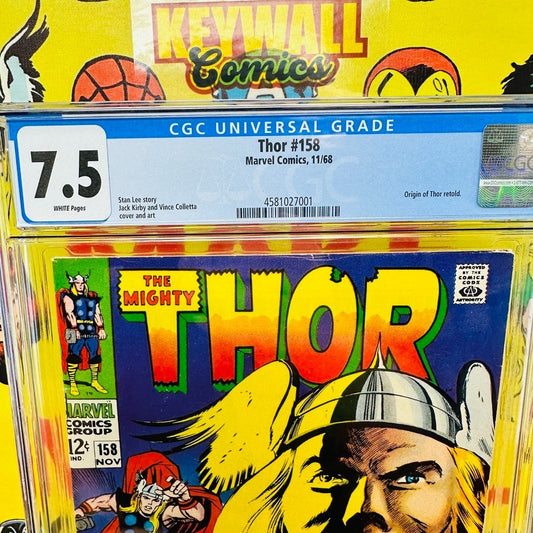 KEYWALL
Comics
CGC UNIVERSAL GRADE
7.5
WHITE Pages
Thor #158
Marvel Comics, 11/68
Stan Lee story
Jack Kirby and Vince Colletta
cover and art
Origin of Thor retold.
4581027001
CGC
THE
MIGHTY
THOR
APPROVED
BY THE
COMICS
CODE
AUTHORITY
MARVEL
COMICS
GROUP
12¢
IND.
158
NOV